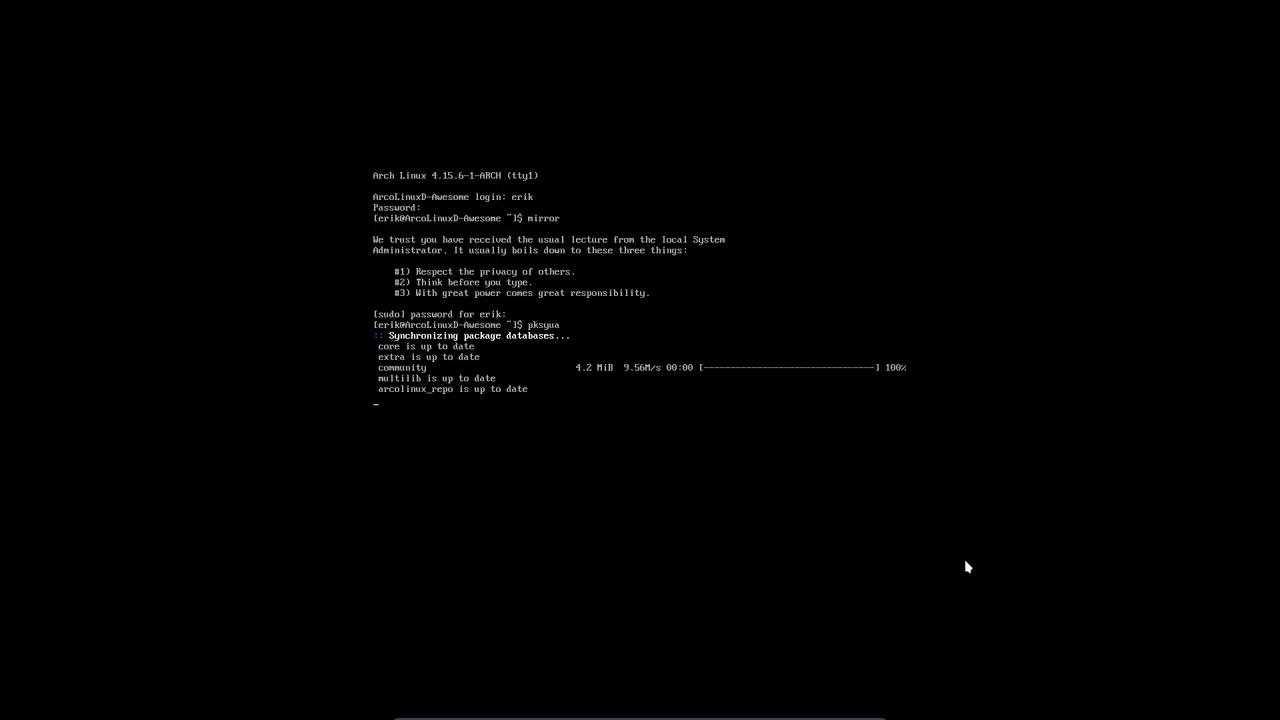 Arch Linux 4.15.6-1-ARCH (tty1)
ArcoLinuxD-Awesome login: erik
Password:
[erik@ArcoLinuxD-Awesome ~]$ mirror
We trust you have received the usual lecture from the local System
Administrator. It usually boils down to these three things:
#1) Respect the privacy of others.
#2) Think before you type.
#3) With great power comes great responsibility.
[sudo] password for erik:
[erik@ArcoLinuxD-Awesome ~]$ pksyua
:: Synchronizing package databases...
core is up to date
extra is up to date
community 4.2 MiB 9.56M/s 00:00 [--------------------------------] 100%
multilib is up to date
arcolinux_repo is up to date